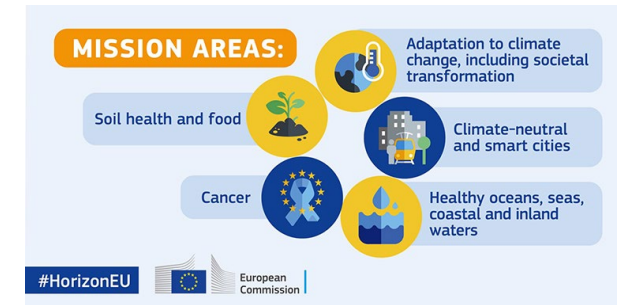 MISSION AREAS:
Adaptation to climate
change, including societal
transformation
Soil health and food
Climate-neutral
and smart cities
Cancer
Healthy oceans, seas,
coastal and inland
waters
#HorizonEU
European
Commission